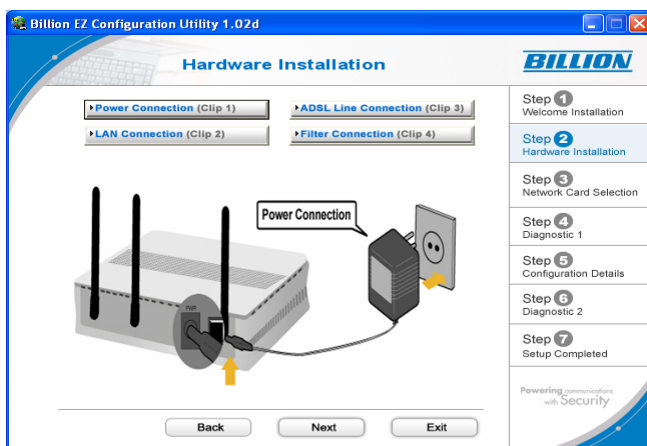 Billion EZ Configuration Utility 1.02d
Hardware Installation
BILLION
Power Connection (Clip 1)
ADSL Line Connection (Clip 3)
LAN Connection (Clip 2)
Filter Connection (Clip 4)
Power Connection
PWR
Step 1
Welcome Installation
Step 2
Hardware Installation
Step 3
Network Card Selection
Step 4
Diagnostic 1
Step 5
Configuration Details
Step 6
Diagnostic 2
Step 7
Setup Completed
Powering communications
with Security
Back
Next
Exit